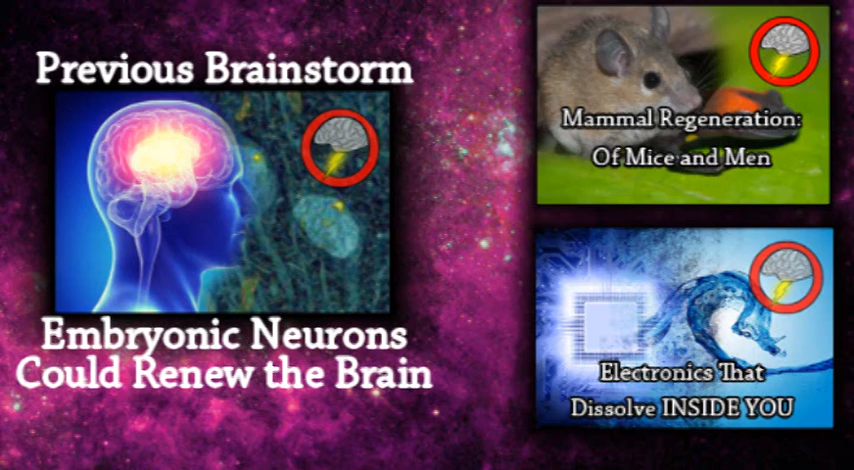 Previous Brainstorm
Embryonic Neurons
Could Renew the Brain
Mammal Regeneration:
Of Mice and Men
Electronics That
Dissolve INSIDE YOU